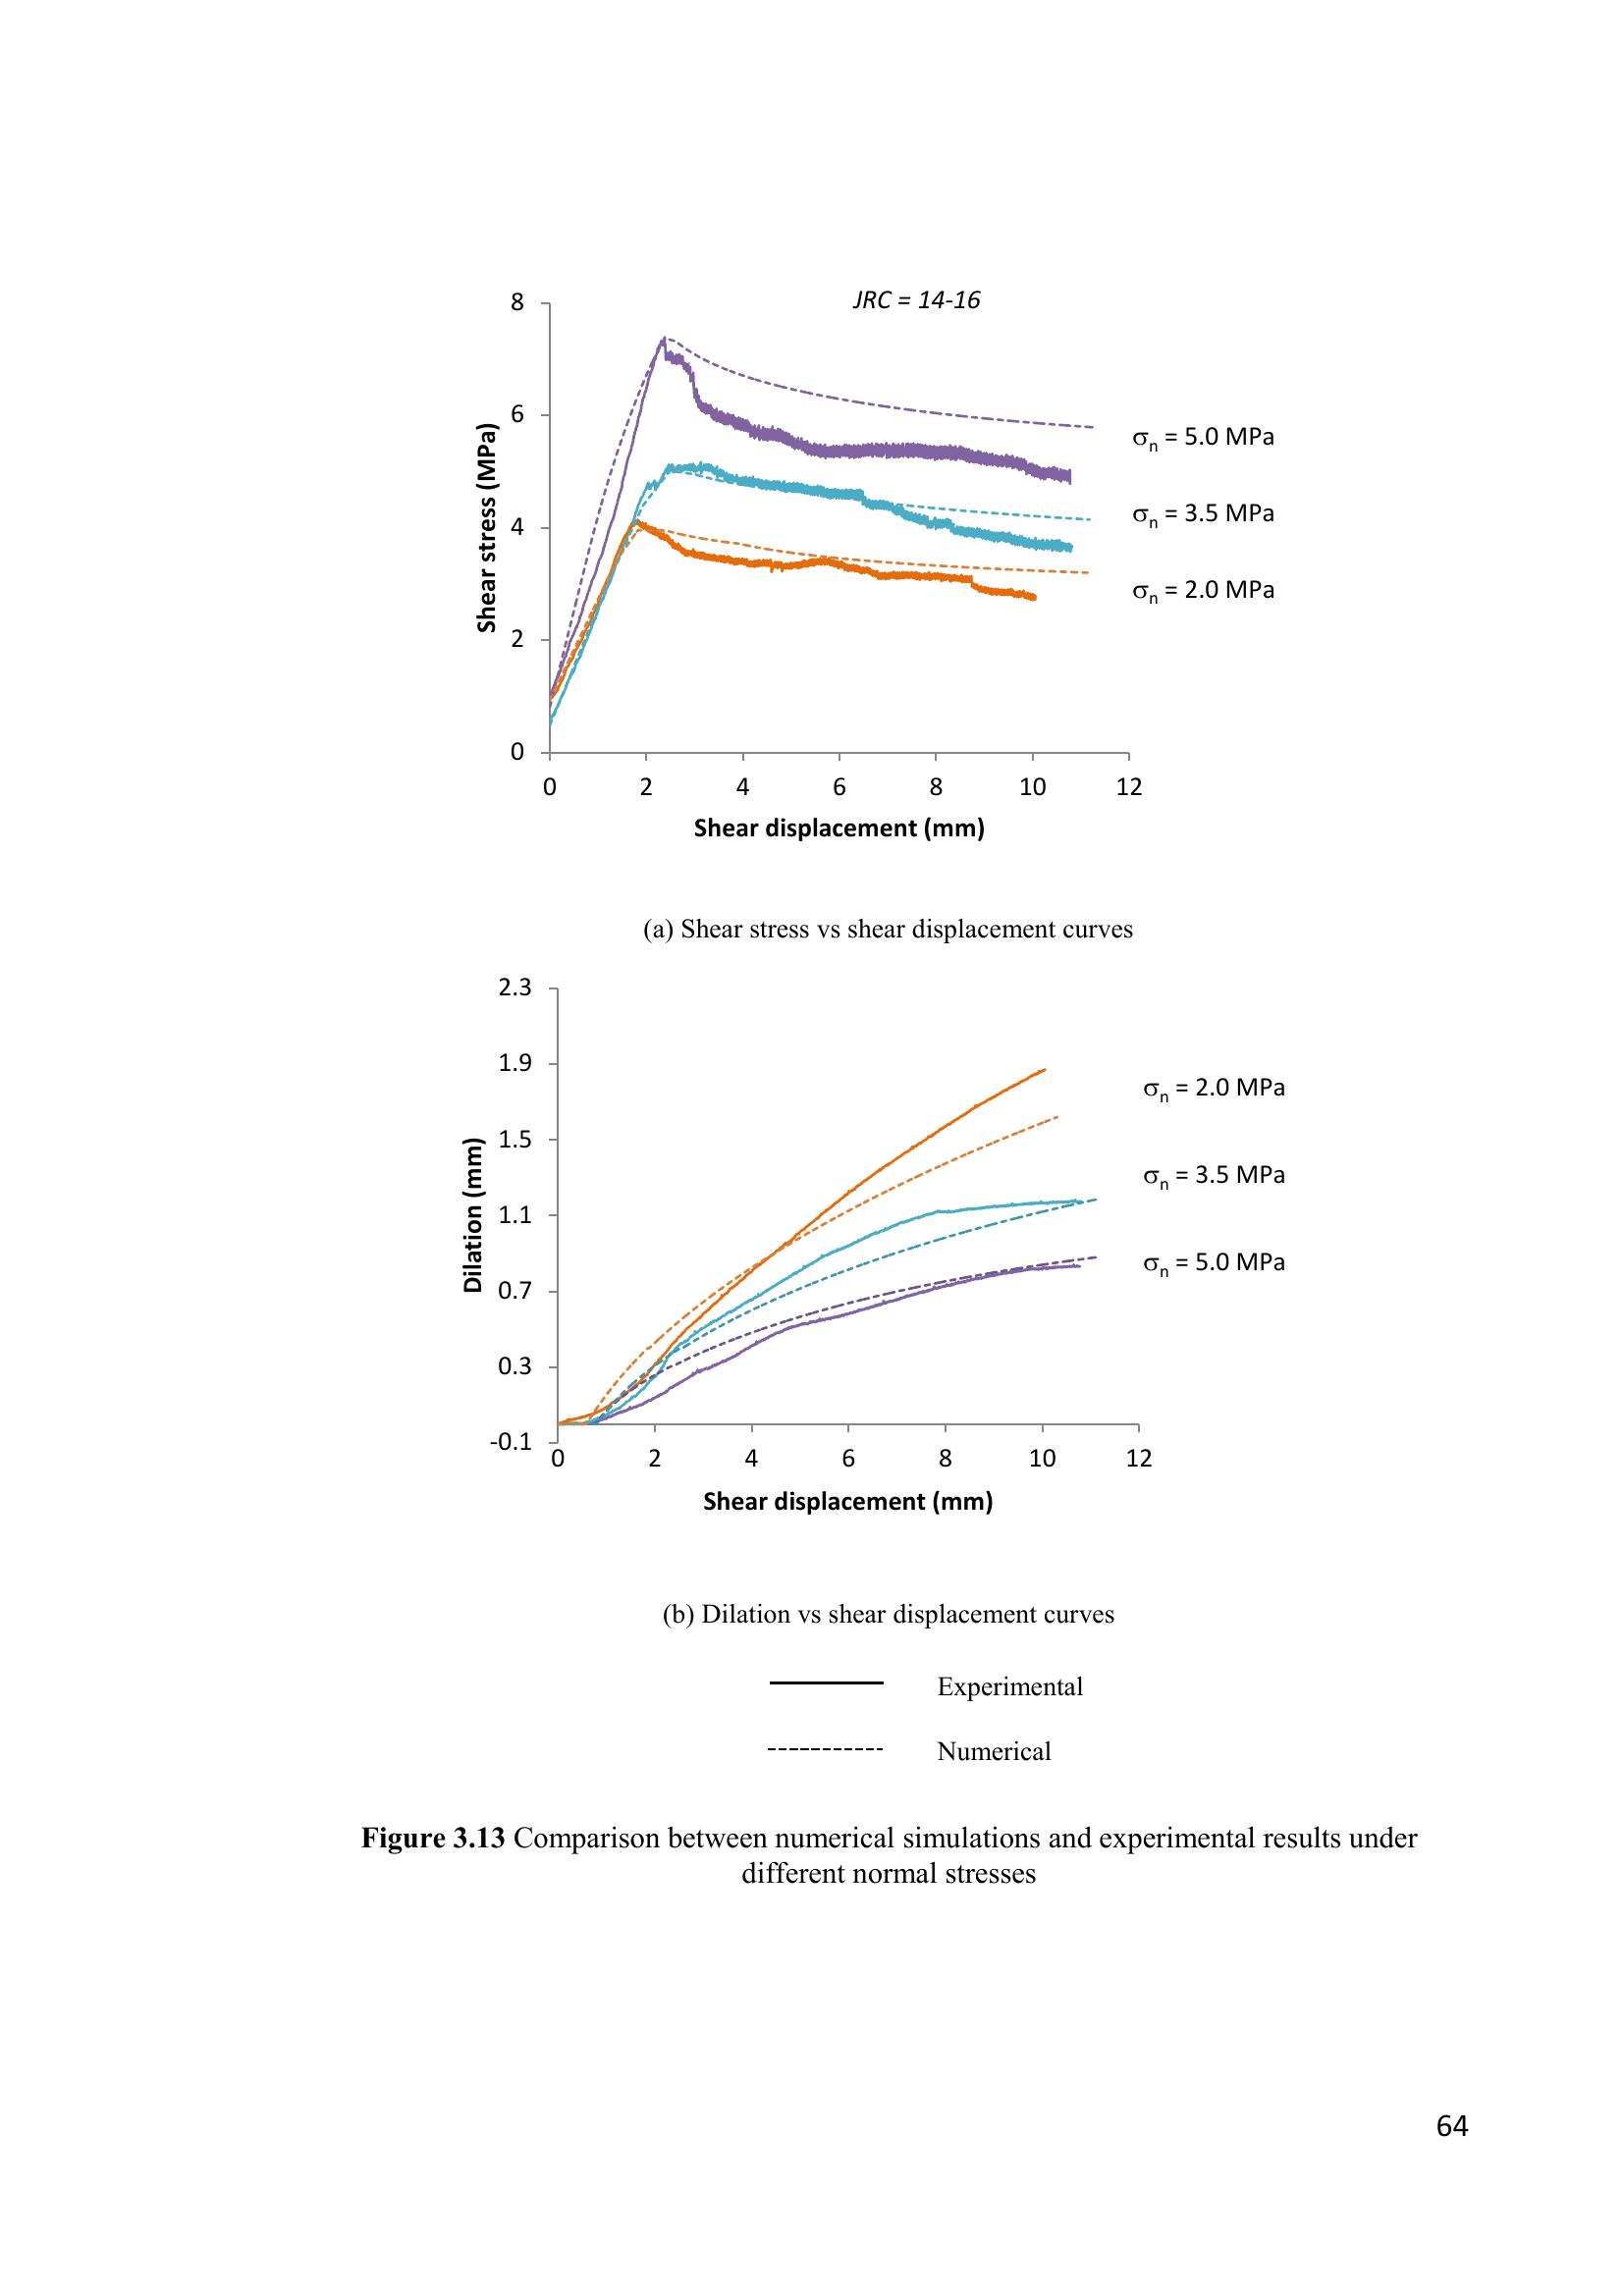 JRC = 14-16
8
6
4
2
0
Shear stress (MPa)
σn = 5.0 MPa
σn = 3.5 MPa
σn = 2.0 MPa
0 2 4 6 8 10 12
Shear displacement (mm)
(a) Shear stress vs shear displacement curves
2.3
1.9
1.5
1.1
0.7
0.3
-0.1
Dilation (mm)
σn = 2.0 MPa
σn = 3.5 MPa
σn = 5.0 MPa
0 2 4 6 8 10 12
Shear displacement (mm)
(b) Dilation vs shear displacement curves
Experimental
Numerical
Figure 3.13 Comparison between numerical simulations and experimental results under
different normal stresses
64